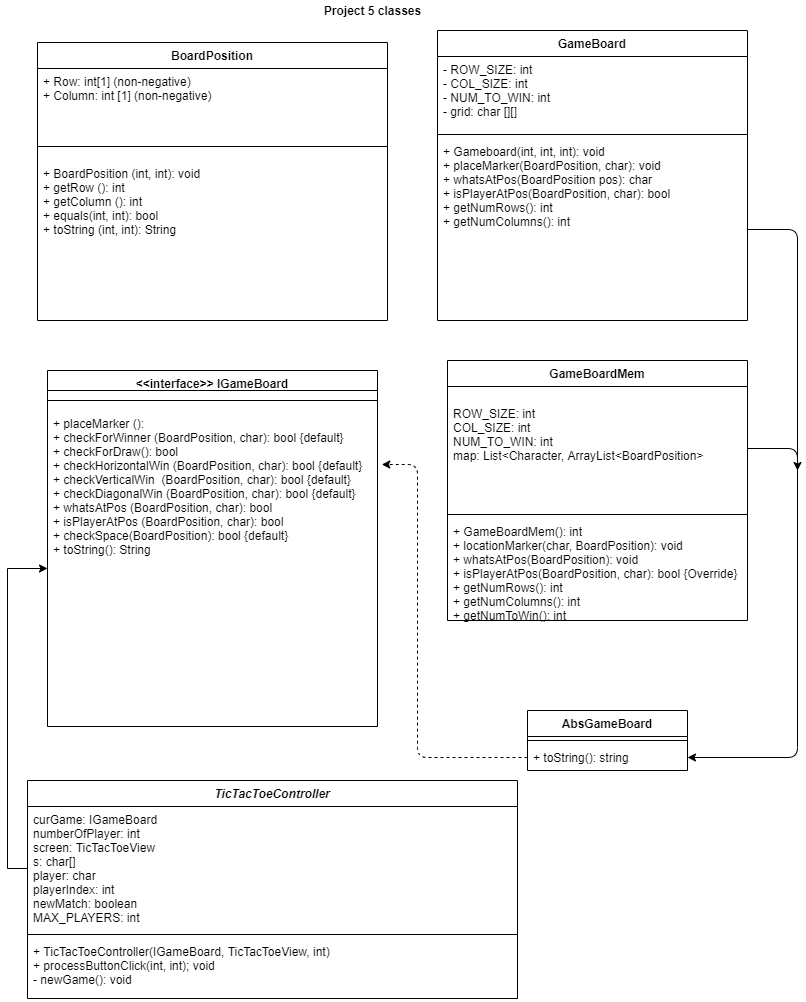 Project 5 classes
BoardPosition
+ Row: int[1] (non-negative)
+ Column: int [1] (non-negative)
+ BoardPosition (int, int): void
+ getRow (): int
+ getColumn (): int
+ equals(int, int): bool
+ toString (int, int): String
GameBoard
- ROW_SIZE: int
- COL_SIZE: int
- NUM_TO_WIN: int
- grid: char [][]
+ Gameboard(int, int, int): void
+ placeMarker(BoardPosition, char): void
+ whatsAtPos(BoardPosition pos): char
+ isPlayerAtPos(BoardPosition, char): bool
+ getNumRows(): int
+ getNumColumns(): int
<<interface>> IGameBoard
+ placeMarker ():
+ checkForWinner (BoardPosition, char): bool {default}
+ checkForDraw(): bool
+ checkHorizontalWin (BoardPosition, char): bool {default}
+ checkVerticalWin  (BoardPosition, char): bool {default}
+ checkDiagonalWin (BoardPosition, char): bool {default}
+ whatsAtPos (BoardPosition, char): bool
+ isPlayerAtPos (BoardPosition, char): bool
+ checkSpace(BoardPosition): bool {default}
+ toString(): String
GameBoardMem
ROW_SIZE: int
COL_SIZE: int
NUM_TO_WIN: int
map: List<Character, ArrayList<BoardPosition>
+ GameBoardMem(): int
+ locationMarker(char, BoardPosition): void
+ whatsAtPos(BoardPosition): void
+ isPlayerAtPos(BoardPosition, char): bool {Override}
+ getNumRows(): int
+ getNumColumns(): int
+ getNumToWin(): int
AbsGameBoard
+ toString(): string
TicTacToeController
curGame: IGameBoard
numberOfPlayer: int
screen: TicTacToeView
s: char[]
player: char
playerIndex: int
newMatch: boolean
MAX_PLAYERS: int
+ TicTacToeController(IGameBoard, TicTacToeView, int)
+ processButtonClick(int, int); void
- newGame(): void